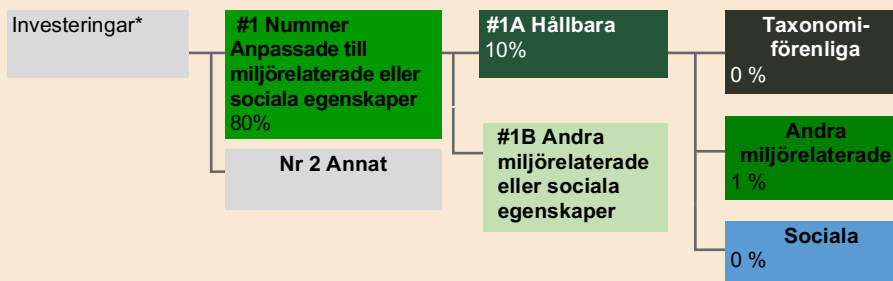 Investeringar*
#1 Nummer
Anpassade till
miljörelaterade eller
sociala egenskaper
80%
Nr 2 Annat
#1A Hållbara
10%
#1B Andra
miljörelaterade
eller sociala
egenskaper
Taxonomi-
förenliga
0 %
Andra
miljörelaterade
1 %
Sociala
0 %